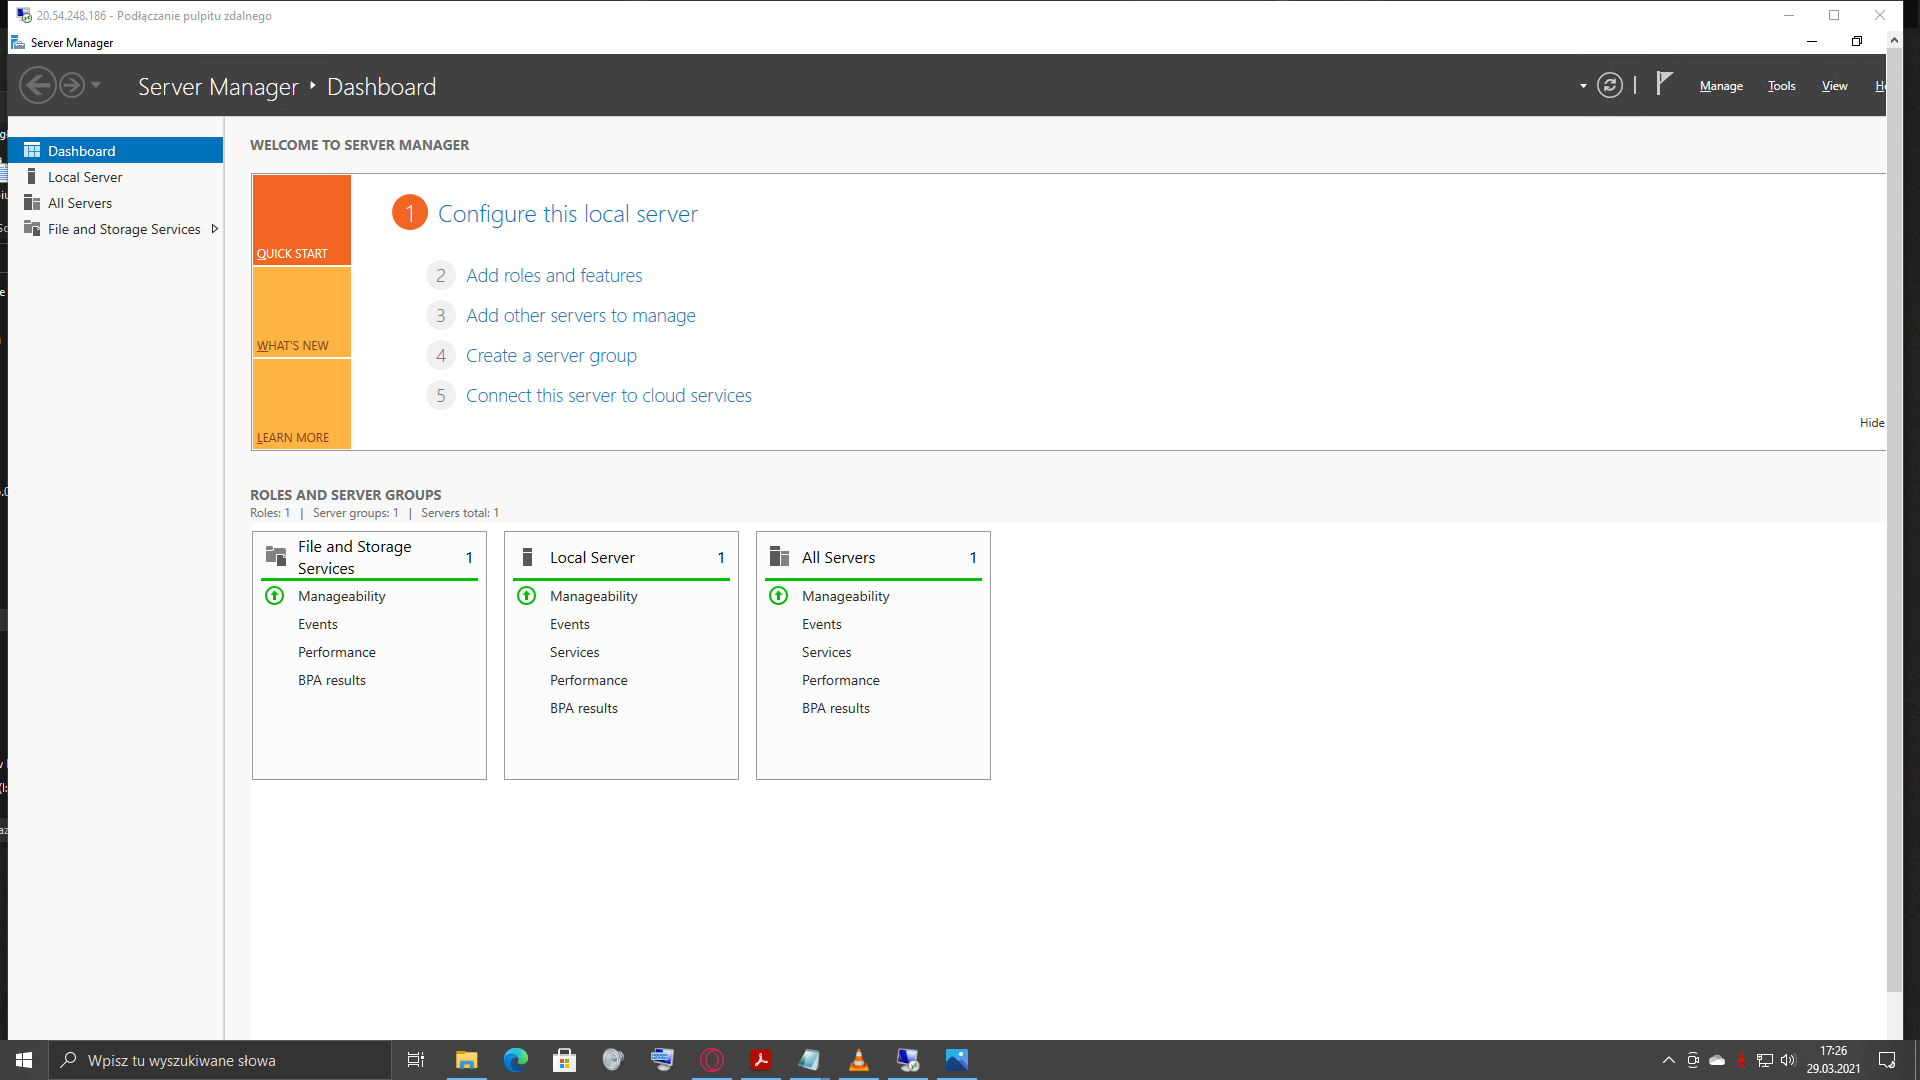 20.54.248.186 - Podłączanie pulpitu zdalnego
Server Manager
Server Manager ‣ Dashboard
Manage Tools View
Dashboard
Local Server
All Servers
File and Storage Services
WELCOME TO SERVER MANAGER
QUICK START
WHAT'S NEW
LEARN MORE
1 Configure this local server
2 Add roles and features
3 Add other servers to manage
4 Create a server group
5 Connect this server to cloud services
Hide
ROLES AND SERVER GROUPS
Roles: 1 | Server groups: 1 | Servers total: 1
File and Storage
Services 1
Manageability
Events
Performance
BPA results
Local Server 1
Manageability
Events
Services
Performance
BPA results
All Servers 1
Manageability
Events
Services
Performance
BPA results
Wpisz tu wyszukiwane słowa
17:26
29.03.2021